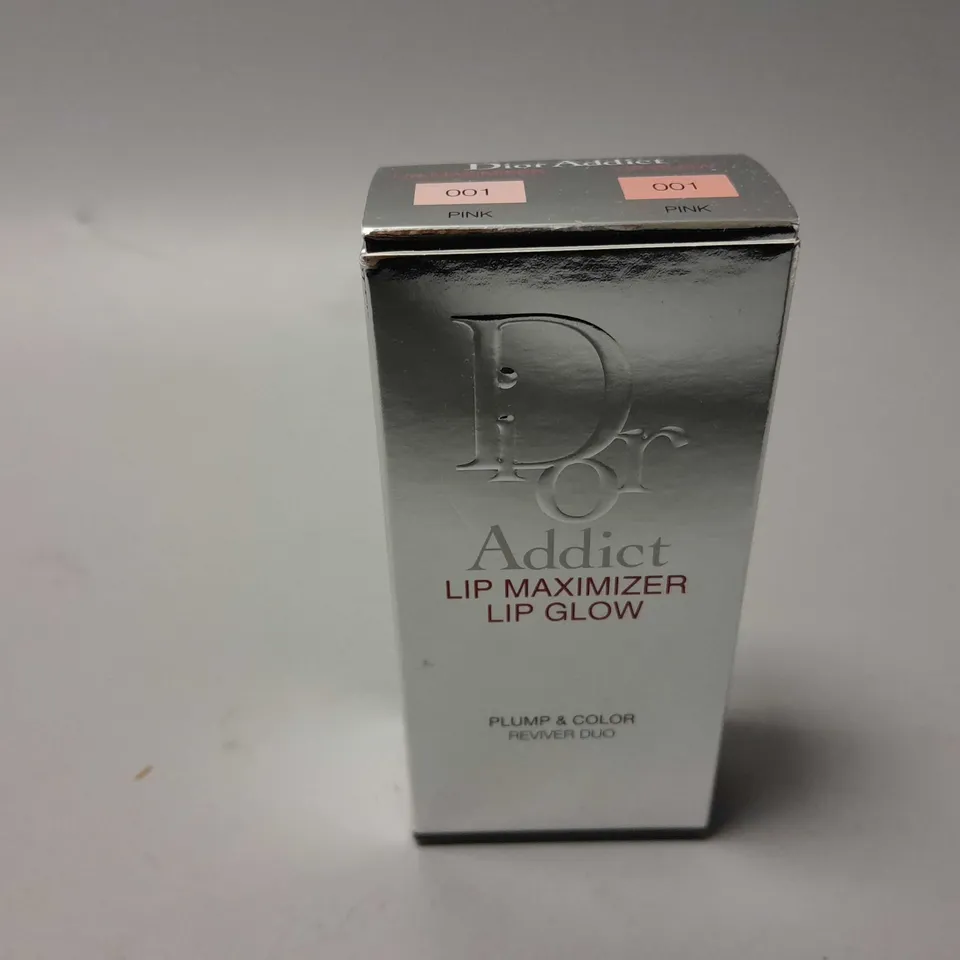 Dior Addict
001 001
PINK PINK
Dior
Addict
LIP MAXIMIZER
LIP GLOW
PLUMP & COLOR
REVIVER DUO